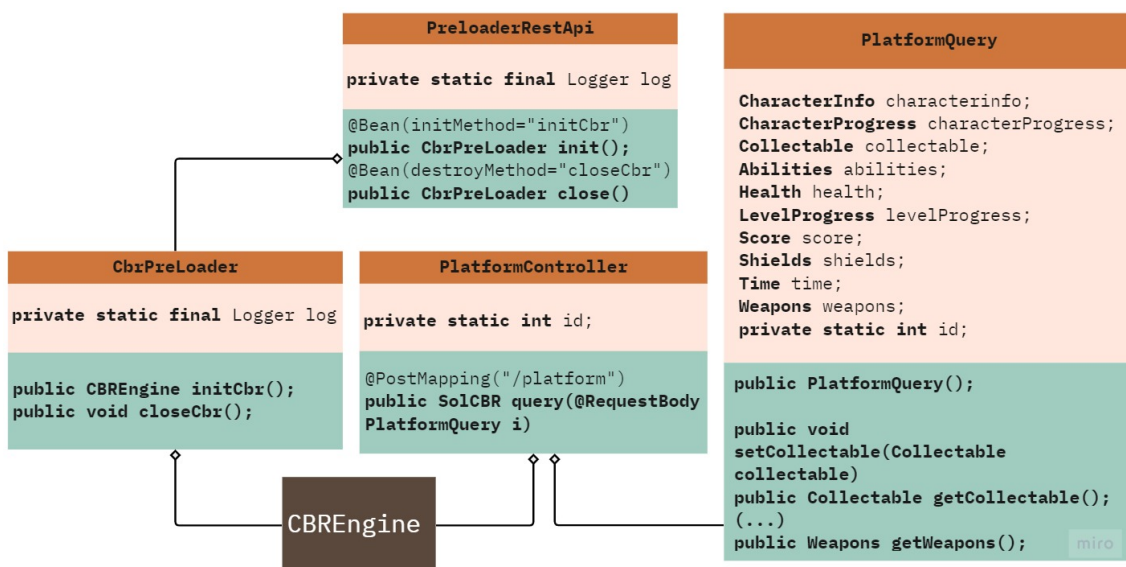 PreloaderRestApi
private static final Logger log
@Bean(initMethod="initCbr")
public CbrPreLoader init();
@Bean(destroyMethod="closeCbr")
public CbrPreLoader close()
CbrPreLoader
private static final Logger log
public CBREngine initCbr();
public void closeCbr();
PlatformController
private static int id;
@PostMapping("/platform")
public SolCBR query(@RequestBody
PlatformQuery i)
CBREngine
PlatformQuery
CharacterInfo characterinfo;
CharacterProgress characterProgress;
Collectable collectable;
Abilities abilities;
Health health;
LevelProgress levelProgress;
Score score;
Shields shields;
Time time;
Weapons weapons;
private static int id;
public PlatformQuery();
public void
setCollectable(Collectable
collectable)
public Collectable getCollectable();
(...)
public Weapons getWeapons();
miro